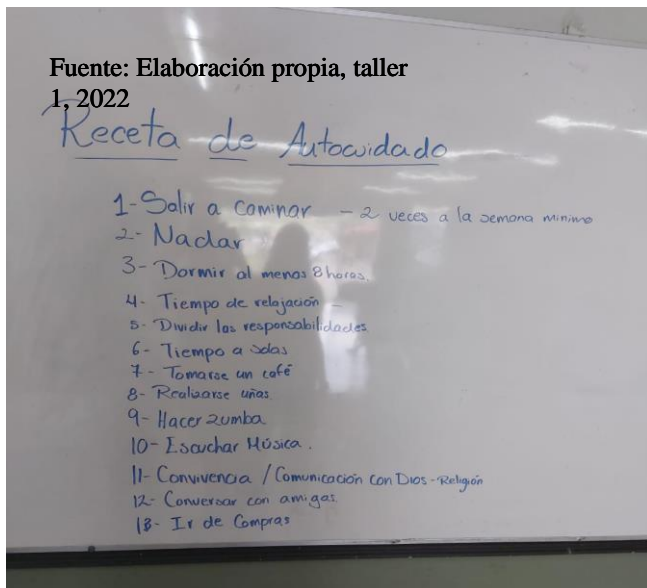 Fuente: Elaboración propia, taller
1, 2022
Receta de Autocuidado
1- Salir a caminar - 2 veces a la semana minimo
2- Nadar
3- Dormir al menos 8 horas.
4- Tiempo de relajación -
5- Dividir las responsabilidades
6- Tiempo a solas
7- Tomarse un café
8- Realizarse uñas
9- Hacer zumba
10- Escuchar Música.
11- Convivencia / Comunicación con Dios - Religión
12- Conversar con amigas.
13- Ir de Compras